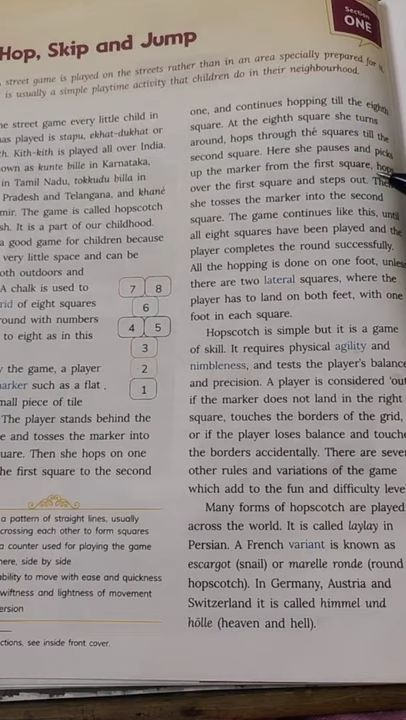 Section
ONE
Hop, Skip and Jump
street game is played on the streets rather than in an area specially prepared for it.
is usually a simple playtime activity that children do in their neighbourhood.
street game every little child in
played is stapu, ekhat-dukhat or
Kith-kith is played all over India.
as kunte bille in Karnataka,
in Tamil Nadu, tokkudu billa in
Pradesh and Telangana, and khané
The game is called hopscotch
It is a part of our childhood.
a good game for children because
very little space and can be
outdoors and
A chalk is used to
of eight squares
with numbers
to eight as in this
7 8
6
4 5
3
2
1
the game, a player
such as a flat
piece of tile
The player stands behind the
and tosses the marker into
Then she hops on one
first square to the second
one, and continues hopping till the eighth
square. At the eighth square she turns
around, hops through the squares till the
second square. Here she pauses and picks
up the marker from the first square, hops
over the first square and steps out. Then
she tosses the marker into the second
square. The game continues like this, until
all eight squares have been played and the
player completes the round successfully.
All the hopping is done on one foot, unless
there are two lateral squares, where the
player has to land on both feet, with one
foot in each square.
Hopscotch is simple but it is a game
of skill. It requires physical agility and
nimbleness, and tests the player's balance
and precision. A player is considered 'out
if the marker does not land in the right
square, touches the borders of the grid,
or if the player loses balance and
the borders accidentally. There are
other rules and variations of the game
which add to the fun and difficulty
Many forms of hopscotch are played
across the world. It is called laylay in
Persian. A French variant is known as
escargot (snail) or marelle ronde (round
hopscotch). In Germany, Austria and
Switzerland it is called himmel und
hölle (heaven and hell).
a pattern of straight lines, usually
crossing each other to form squares
a counter used for playing the game
side by side
ability to move with ease and quickness
and lightness of movement
see inside front cover.